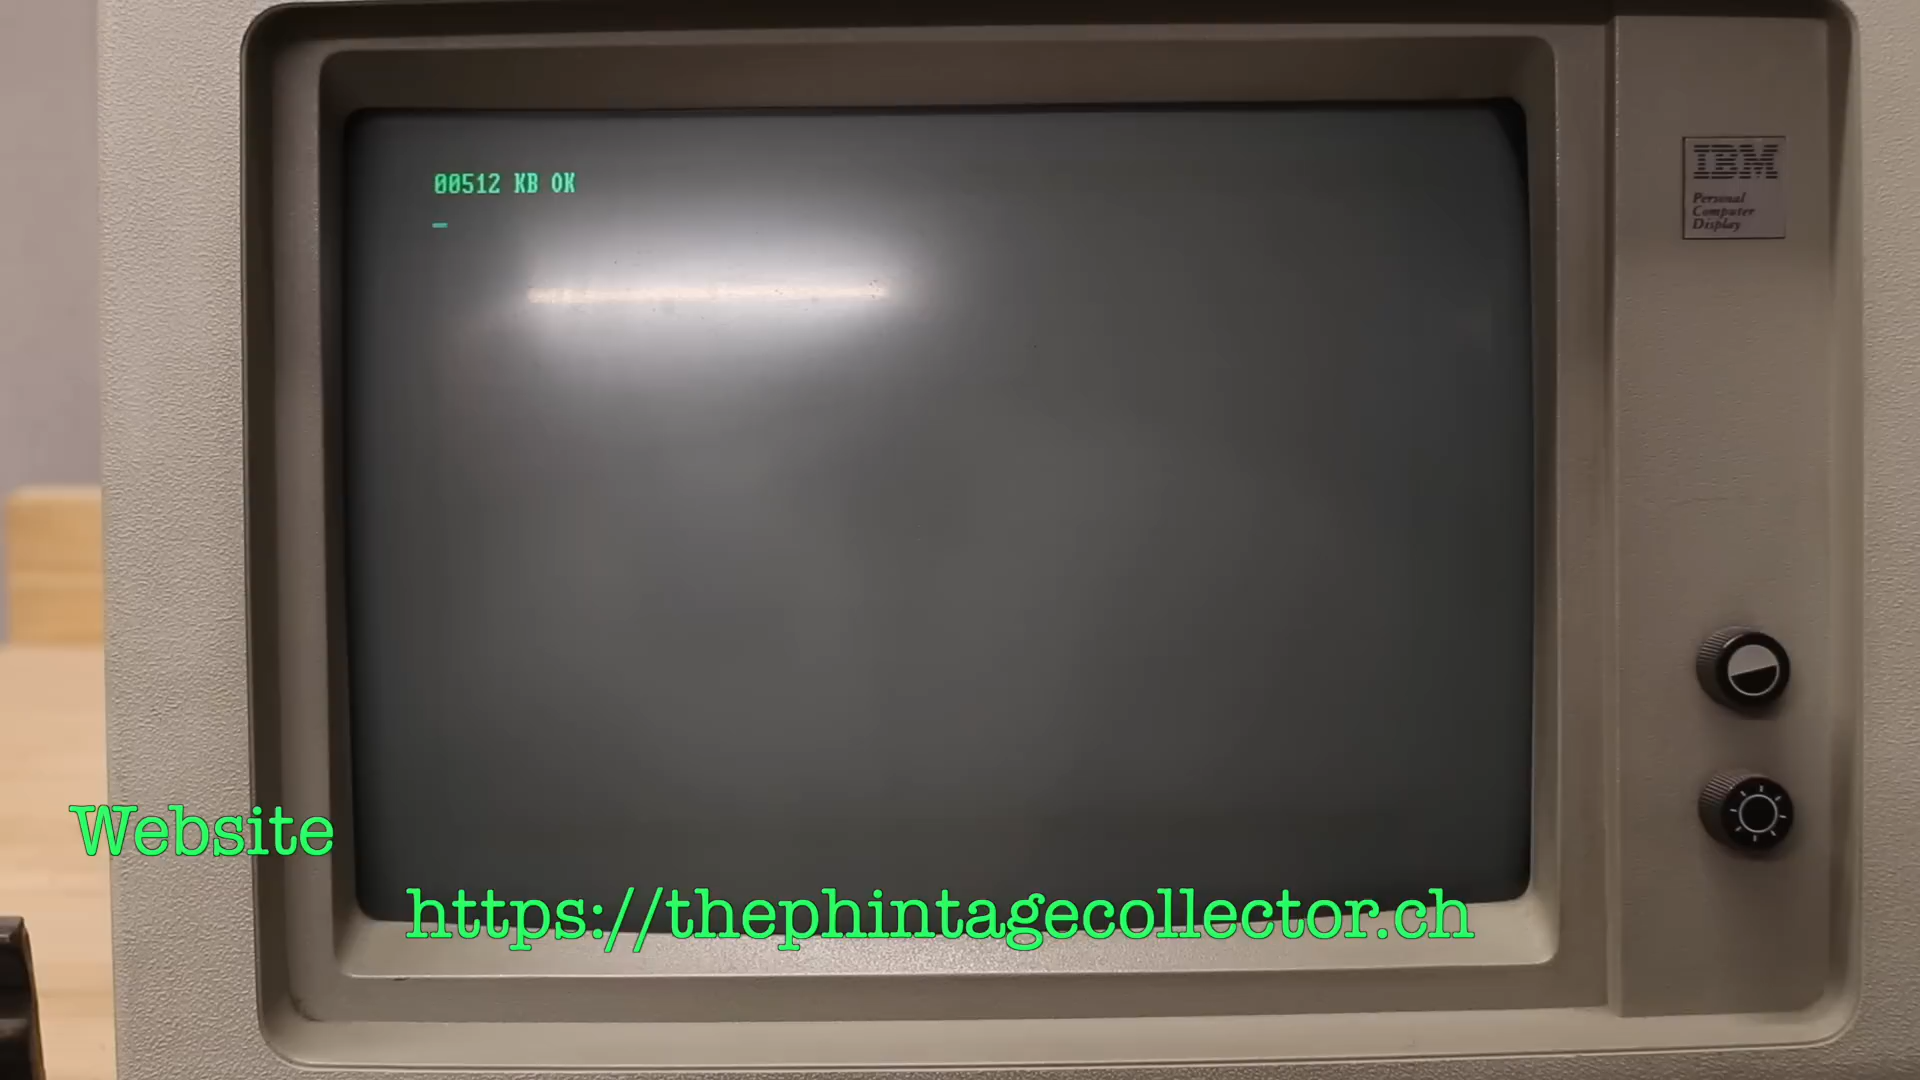 00512 KB OK
IBM
Personal
Computer
Display
Website
https://thephintagecollector.ch